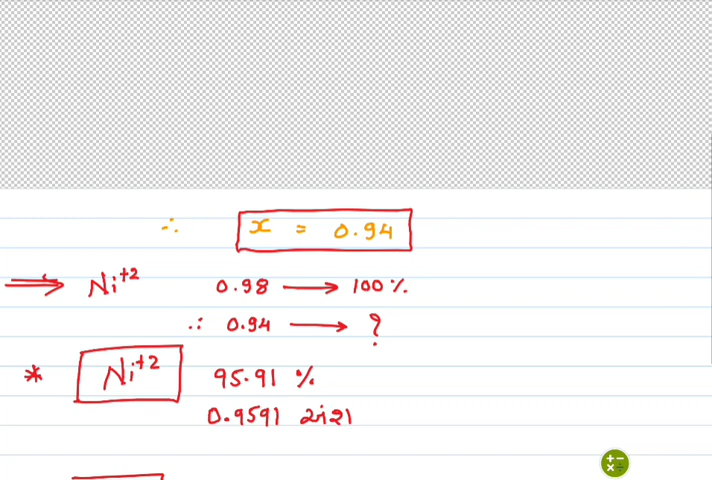 ∴ x = 0.94
⇒ Ni+2 0.98 → 100 %.
∴ 0.94 → ?
* Ni+2 95.91 %
0.9591 અંશ